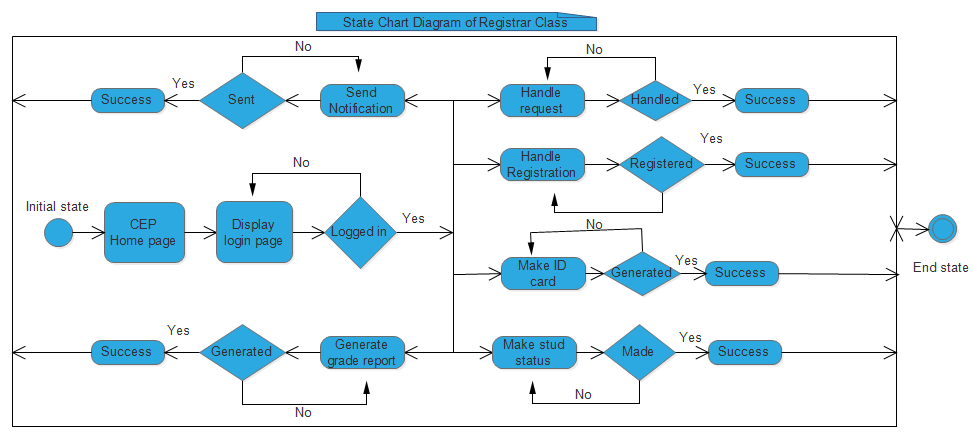 State Chart Diagram of Registrar Class
No
No
Success
Yes
Sent
Send
Notification
Handle
request
Handled
Yes
Success
Handle
Registration
Registered
Yes
Success
No
Initial state
CEP
Home page
Display
login page
Logged in
Yes
No
Make ID
card
Generated
Yes
Success
End state
Success
Yes
Generated
Generate
grade report
No
Make stud
status
Made
Yes
Success
No